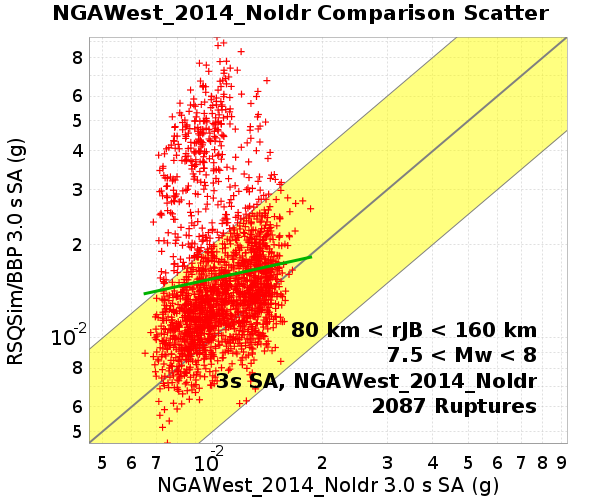 NGAWest_2014_NoIdr Comparison Scatter
RSQSim/BBP 3.0 s SA (g)
8
6
5
4
3
2
10-2
8
6
5
80 km < rJB < 160 km
7.5 < Mw < 8
3s SA, NGAWest_2014_NoIdr
2087 Ruptures
5 6 7 10-2 2 3 4 5 6 7 8 9
NGAWest_2014_NoIdr 3.0 s SA (g)